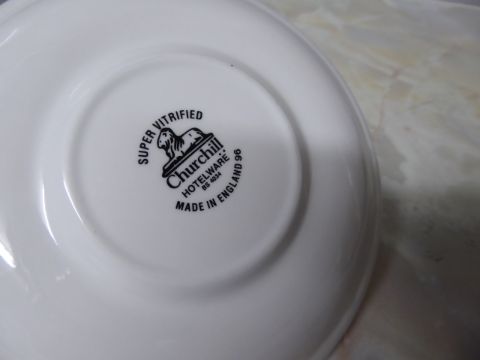 SUPER VITRIFIED
Churchill
HOTELWARE
BS 4034
MADE IN ENGLAND 96